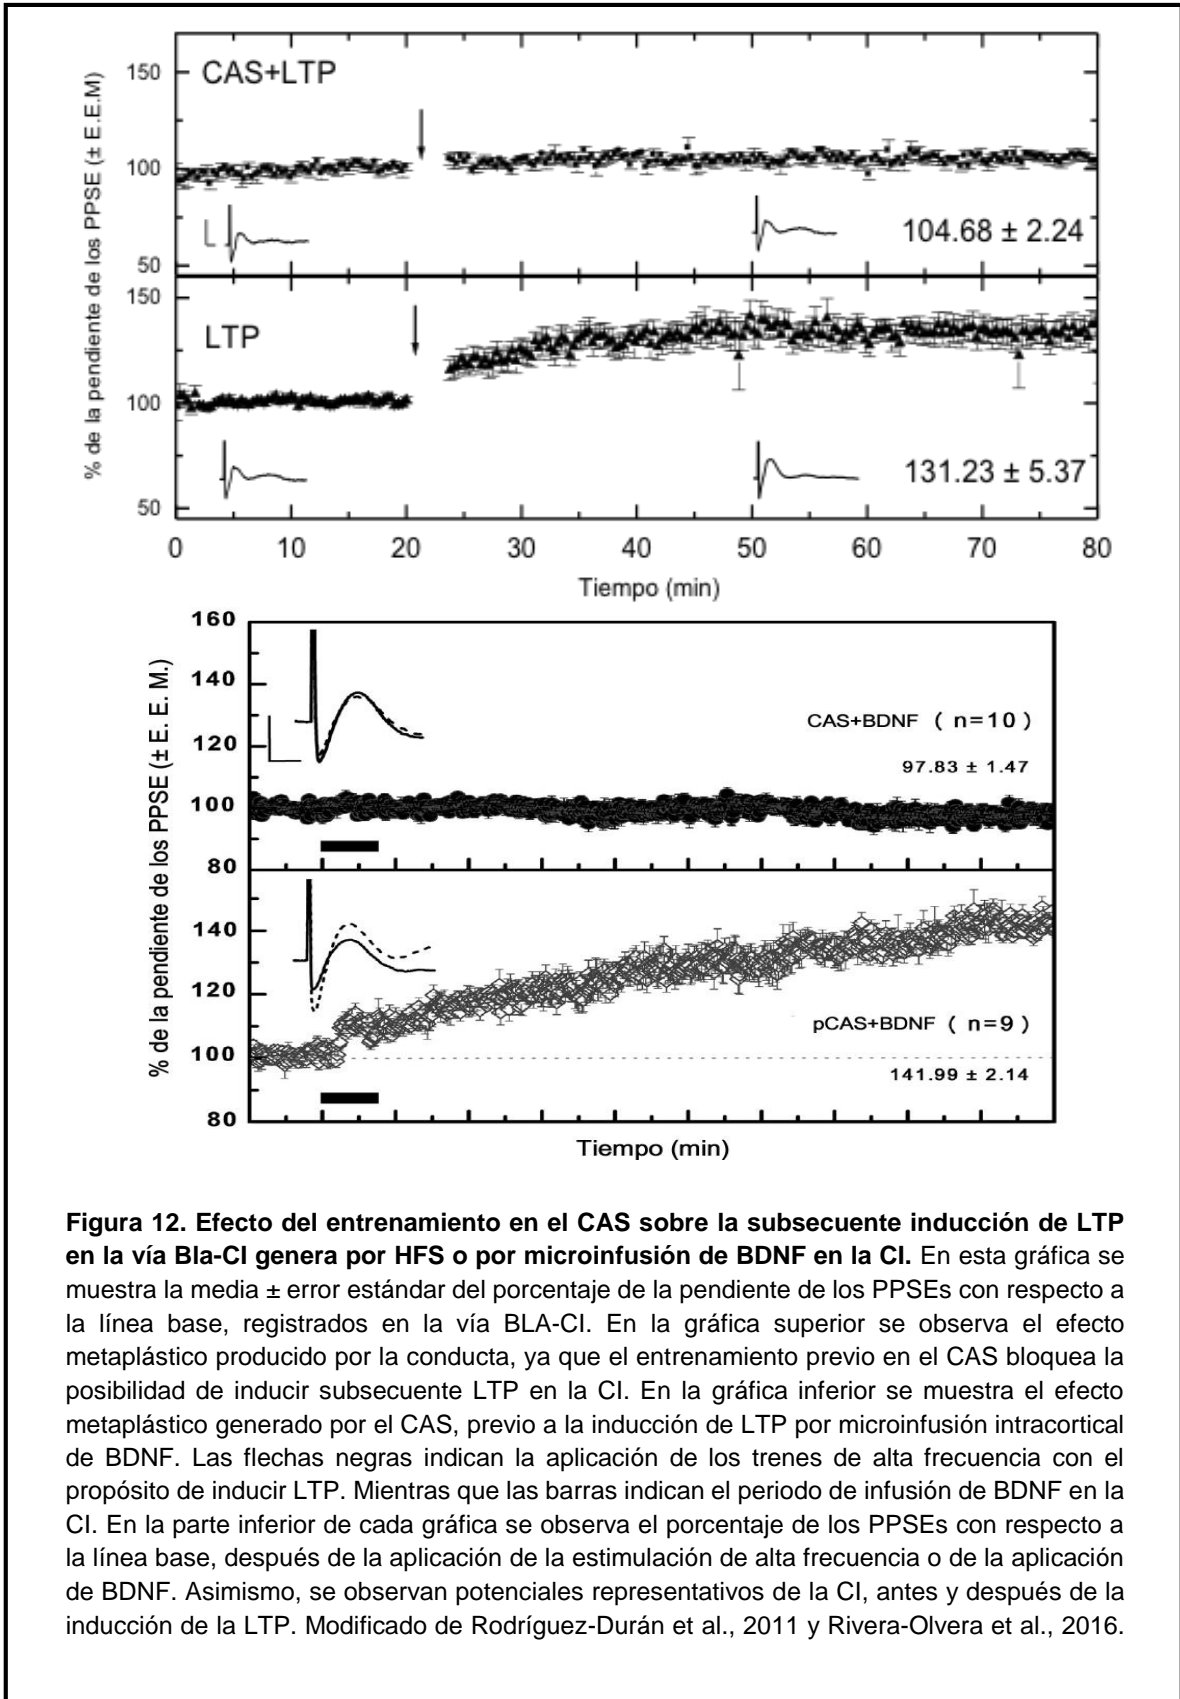 % de la pendiente de los PPSE (± E.E.M)
150
CAS+LTP
100
104.68 ± 2.24
50
150
LTP
100
131.23 ± 5.37
50
0 10 20 30 40 50 60 70 80
Tiempo (min)
% de la pendiente de los PPSE (± E. E. M.)
160
140
CAS+BDNF ( n=10 )
120
97.83 ± 1.47
100
80
140
120
pCAS+BDNF ( n=9 )
100
141.99 ± 2.14
80
Tiempo (min)
Figura 12. Efecto del entrenamiento en el CAS sobre la subsecuente inducción de LTP
en la vía Bla-CI genera por HFS o por microinfusión de BDNF en la CI. En esta gráfica se
muestra la media ± error estándar del porcentaje de la pendiente de los PPSEs con respecto a
la línea base, registrados en la vía BLA-CI. En la gráfica superior se observa el efecto
metaplástico producido por la conducta, ya que el entrenamiento previo en el CAS bloquea la
posibilidad de inducir subsecuente LTP en la CI. En la gráfica inferior se muestra el efecto
metaplástico generado por el CAS, previo a la inducción de LTP por microinfusión intracortical
de BDNF. Las flechas negras indican la aplicación de los trenes de alta frecuencia con el
propósito de inducir LTP. Mientras que las barras indican el periodo de infusión de BDNF en la
CI. En la parte inferior de cada gráfica se observa el porcentaje de los PPSEs con respecto a
la línea base, después de la aplicación de la estimulación de alta frecuencia o de la aplicación
de BDNF. Asimismo, se observan potenciales representativos de la CI, antes y después de la
inducción de la LTP. Modificado de Rodríguez-Durán et al., 2011 y Rivera-Olvera et al., 2016.